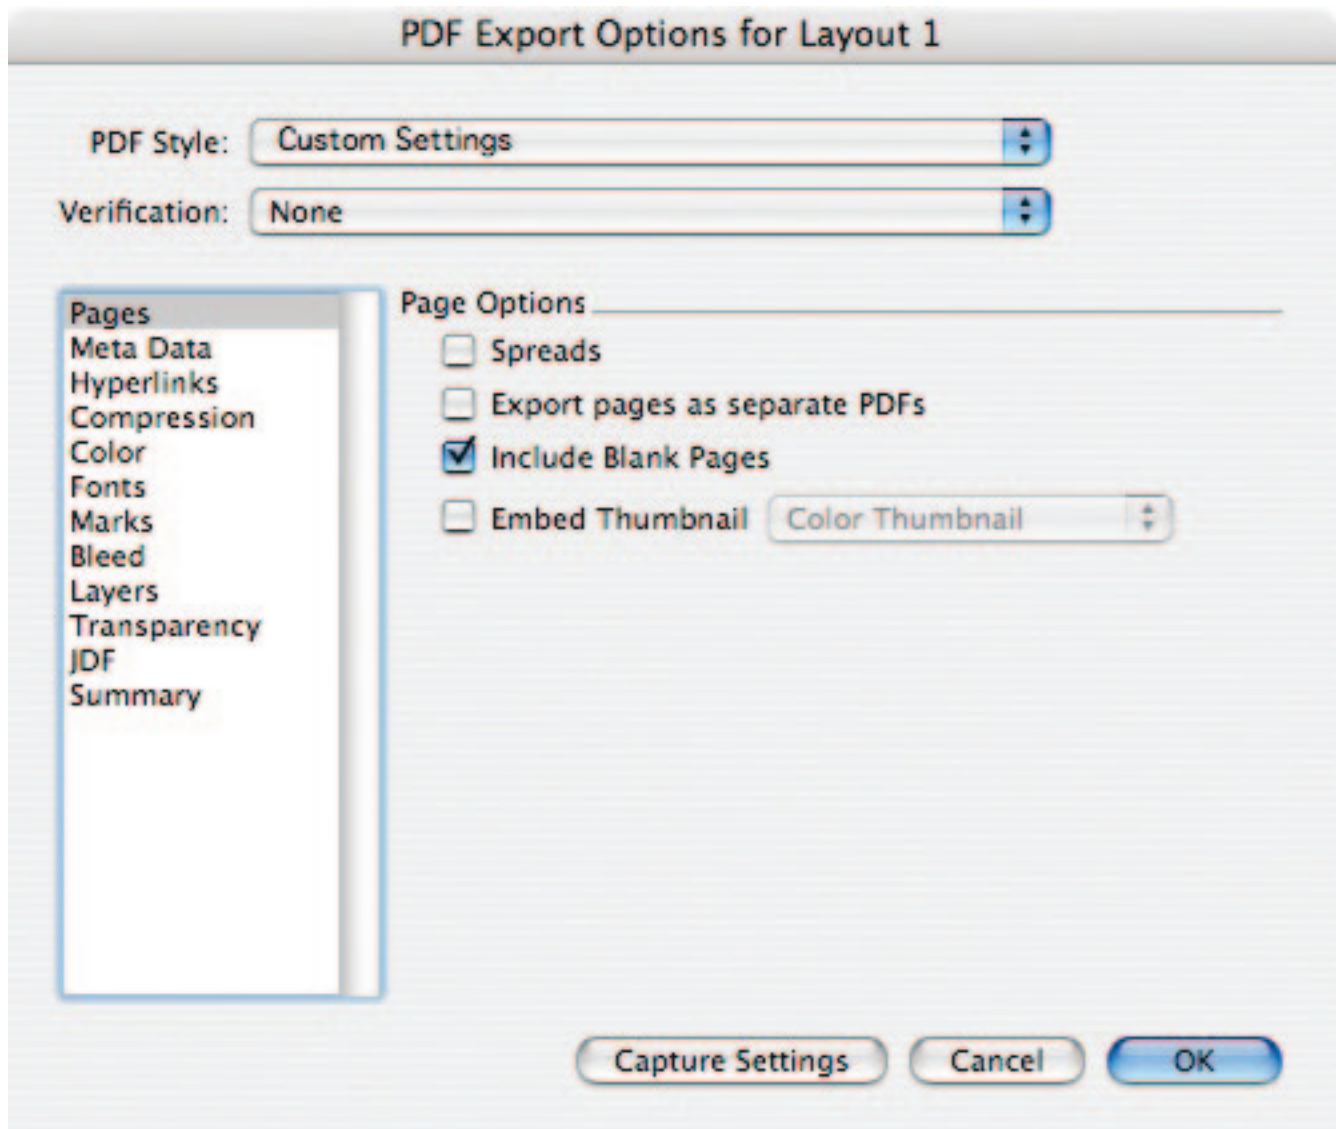 PDF Export Options for Layout 1
PDF Style: Custom Settings
Verification: None
Pages
Meta Data
Hyperlinks
Compression
Color
Fonts
Marks
Bleed
Layers
Transparency
JDF
Summary
Page Options
Spreads
Export pages as separate PDFs
Include Blank Pages
Embed Thumbnail Color Thumbnail
Capture Settings Cancel OK